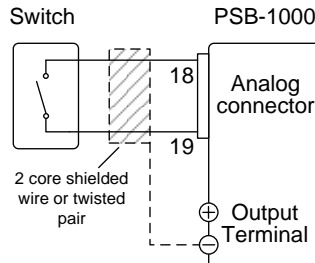 Switch
PSB-1000
18
Analog
connector
19
2 core shielded
wire or twisted
pair
Output
Terminal